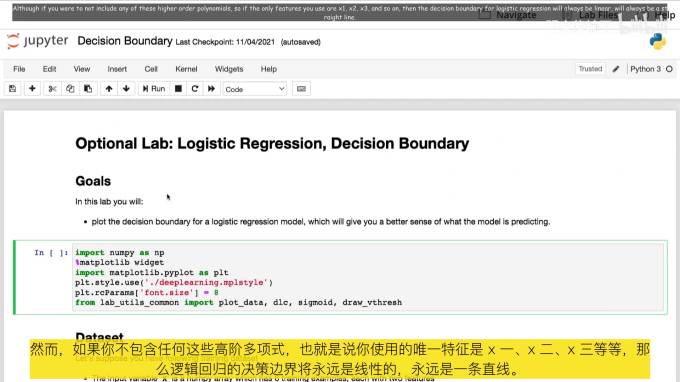 Although if you were to not include any of these higher order polynomials, so if the only features you use are x1, x2, x3, and so on, then the decision boundary for logistic regression will always be linear, will always be a st
raight line.
Navigate
Lab Files
Help
jupyter Decision Boundary Last Checkpoint: 11/04/2021 (autosaved)
File Edit View Insert Cell Kernel Widgets Help
Trusted Python 3
Run Code
Optional Lab: Logistic Regression, Decision Boundary
Goals
In this lab you will:
• plot the decision boundary for a logistic regression model, which will give you a better sense of what the model is predicting.
In [ ]: import numpy as np
%matplotlib widget
import matplotlib.pyplot as plt
plt.style.use('./deeplearning.mplstyle')
plt.rcParams['font.size'] = 8
from lab_utils_common import plot_data, dlc, sigmoid, draw_vthresh
Dataset
然而，如果你不包含任何这些高阶多项式，也就是说你使用的唯一特征是 x 一、x 二、x 三等等，那
么逻辑回归的决策边界将永远是线性的，永远是一条直线。